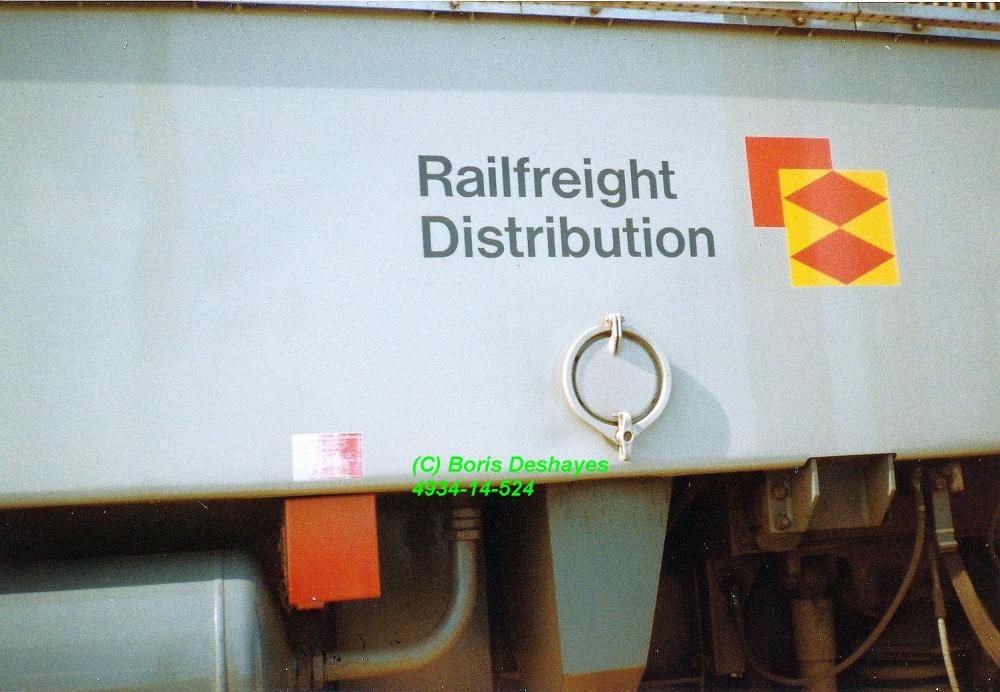 Railfreight
Distribution
(C) Boris Deshayes
4934-14-524